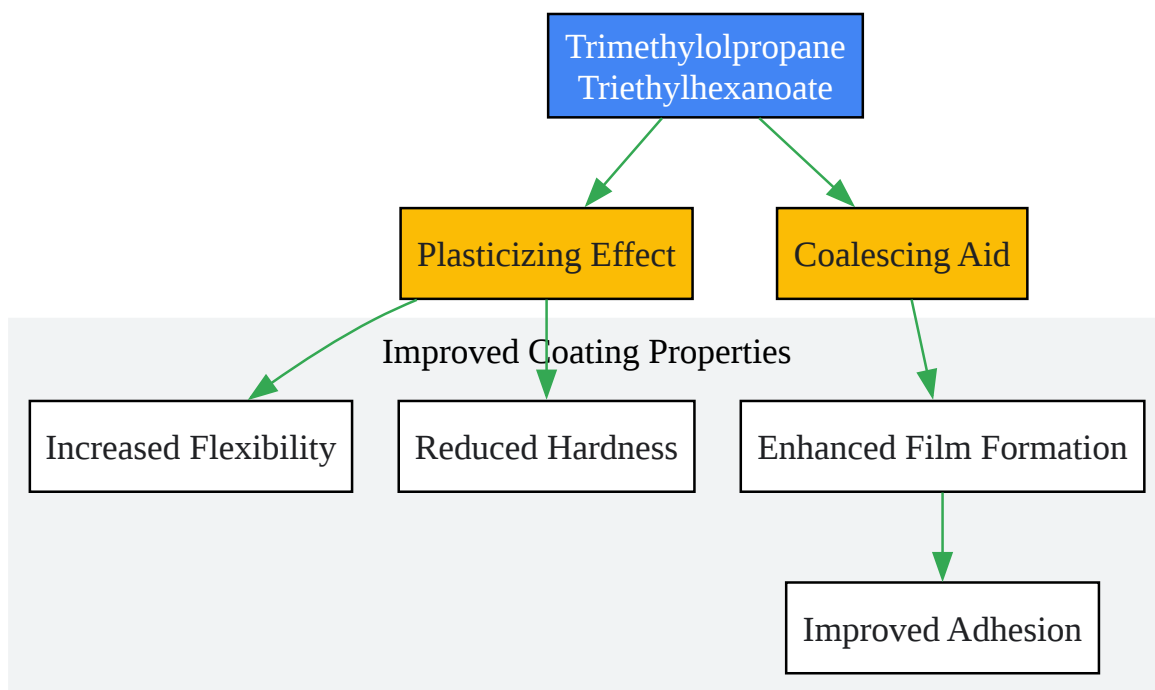 Trimethylolpropane
Triethylhexanoate
Plasticizing Effect
Coalescing Aid
Improved Coating Properties
Increased Flexibility
Reduced Hardness
Enhanced Film Formation
Improved Adhesion